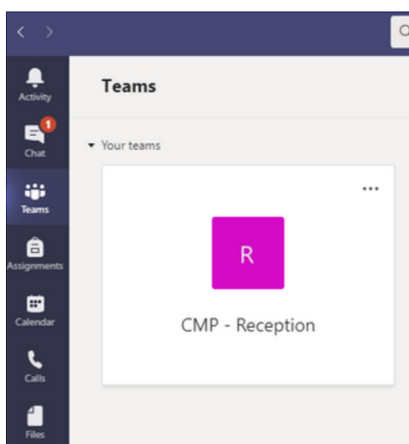 Activity
Teams
1
Chat
Your teams
Teams
R
Assignments
CMP - Reception
Calendar
Calls
Files